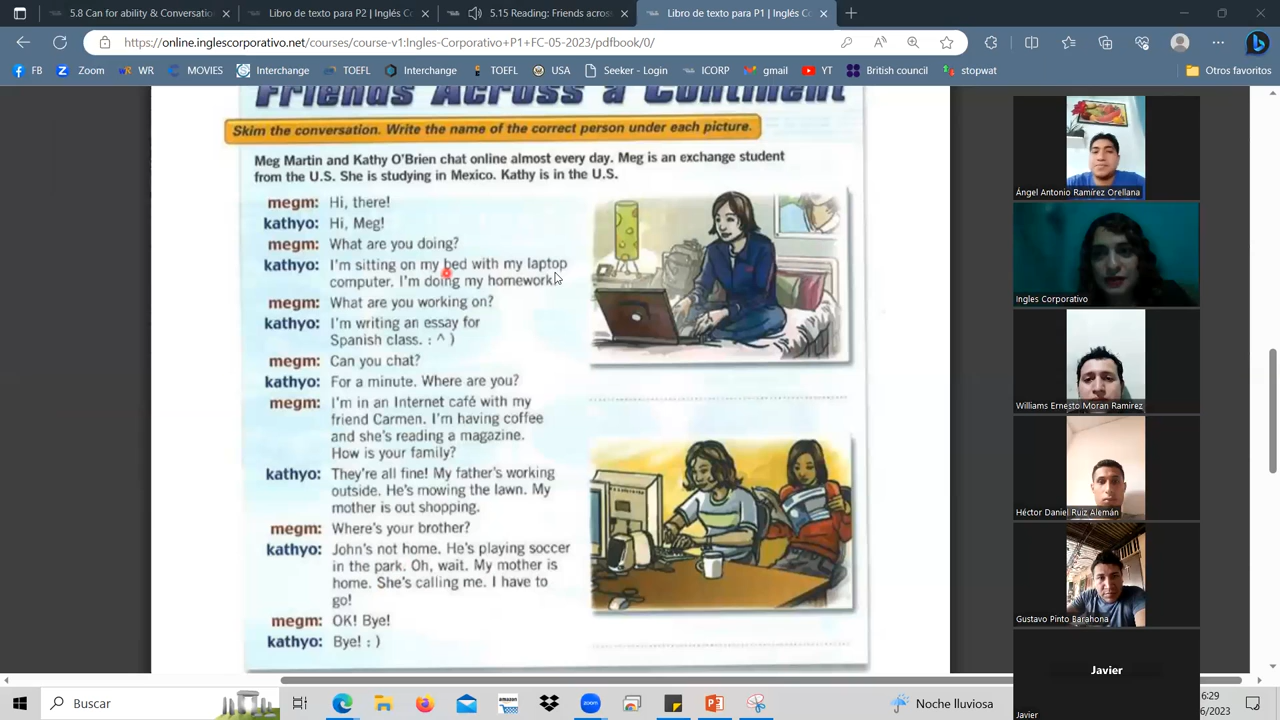 5.8 Can for ability & Conversatio
Libro de texto para P2 | Inglés C
5.15 Reading: Friends acros
Libro de texto para P1 | Inglés Co
https://online.inglescorporativo.net/courses/course-v1:Ingles-Corporativo+P1+FC-05-2023/pdfbook/0/
FB
Zoom
WR
MOVIES
Interchange
TOEFL
Interchange
TOEFL
USA
Seeker - Login
ICORP
gmail
YT
British council
stopwat
Otros favoritos
Friends Across a Continent
Skim the conversation. Write the name of the correct person under each picture.
Meg Martin and Kathy O'Brien chat online almost every day. Meg is an exchange student
from the U.S. She is studying in Mexico. Kathy is in the U.S.
megm: Hi, there!
kathyo: Hi, Meg!
megm: What are you doing?
kathyo: I'm sitting on my bed with my laptop
computer. I'm doing my homework.
megm: What are you working on?
kathyo: I'm writing an essay for
Spanish class. : ^ )
megm: Can you chat?
kathyo: For a minute. Where are you?
megm: I'm in an Internet café with my
friend Carmen. I'm having coffee
and she's reading a magazine.
How is your family?
kathyo: They're all fine! My father's working
outside. He's mowing the lawn. My
mother is out shopping.
megm: Where's your brother?
kathyo: John's not home. He's playing soccer
in the park. Oh, wait. My mother is
home. She's calling me. I have to
go!
megm: OK! Bye!
kathyo: Bye! : )
Ángel Antonio Ramírez Orellana
Ingles Corporativo
Williams Ernesto Moran Ramirez
Héctor Daniel Ruiz Alemán
Gustavo Pinto Barahona
Javier
Javier
Buscar
amazon
zoom
Nothe lluviosa
6:29
6/2023